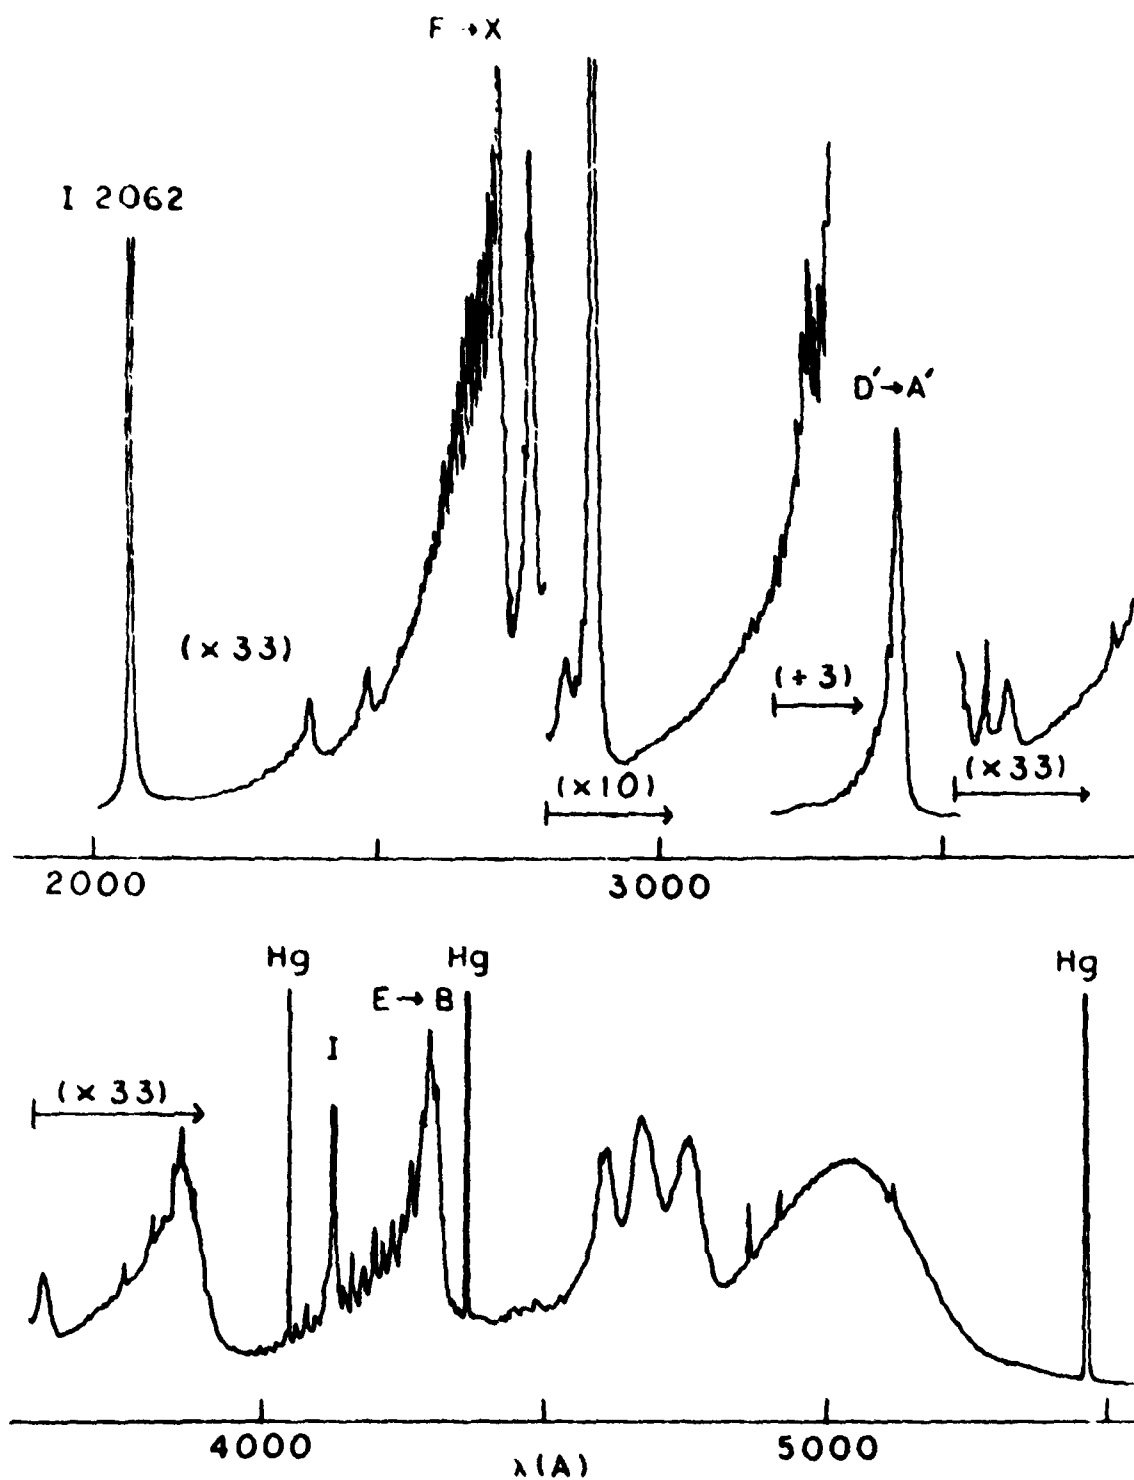 F → X
I 2062
D′→A′
(× 33)
(÷3)
(×10)
(×33)
2000 3000
Hg Hg Hg
E → B
I
(× 33)
4000 5000
λ(A)